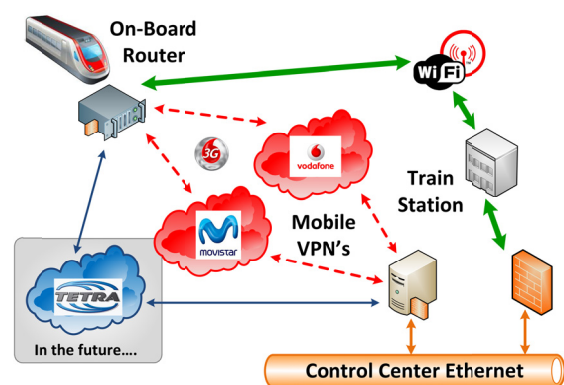 On-Board
Router
WiFi
3G
vodafone
Train
Station
movistar
Mobile
VPN's
TETRA
In the future....
Control Center Ethernet